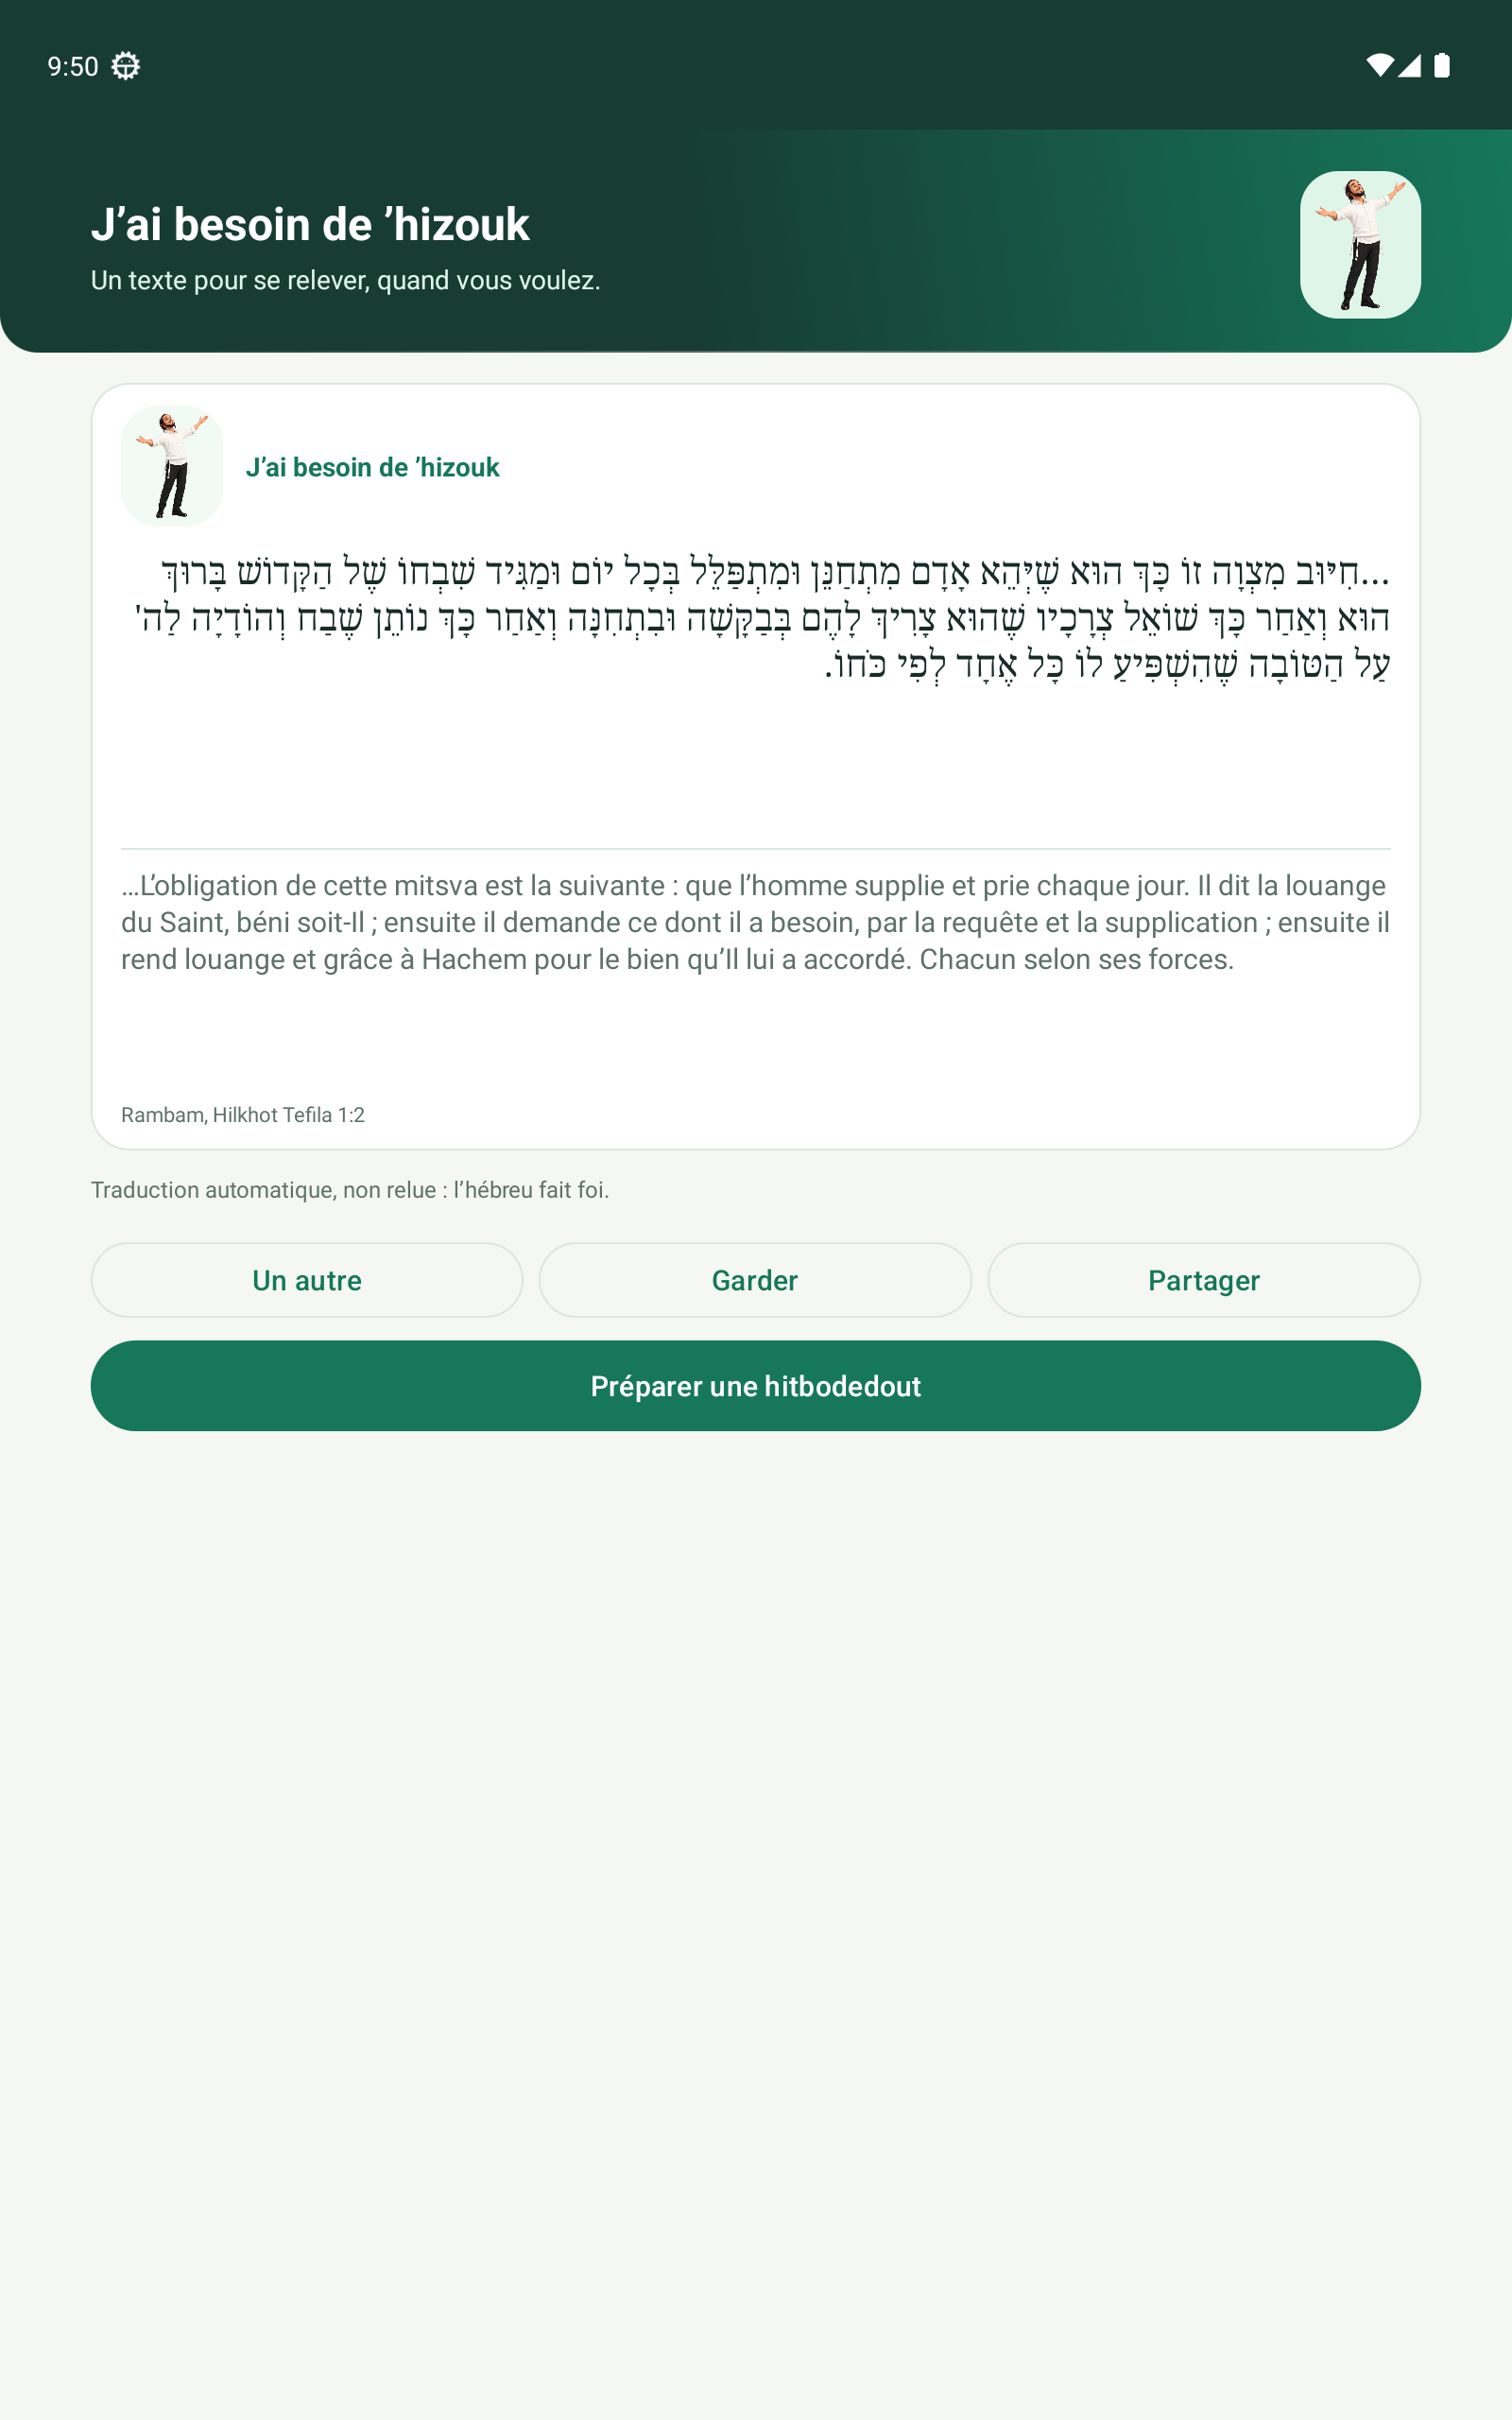 9:50
J’ai besoin de ’hizouk
Un texte pour se relever, quand vous voulez.
J’ai besoin de ’hizouk
...חִיּוּב מִצְוָה זוֹ כָּךְ הוּא שֶׁיְּהֵא אָדָם מִתְחַנֵּן וּמִתְפַּלֵּל בְּכָל יוֹם וּמַגִּיד שִׁבְחוֹ שֶׁל הַקָּדוֹשׁ בָּרוּךְ
הוּא וְאַחַר כָּךְ שׁוֹאֵל צְרָכָיו שֶׁהוּא צָרִיךְ לָהֶם בְּבַקָּשָׁה וּבִתְחִנָּה וְאַחַר כָּךְ נוֹתֵן שֶׁבַח וְהוֹדָיָה לַה'
עַל הַטּוֹבָה שֶׁהִשְׁפִּיעַ לוֹ כָּל אֶחָד לְפִי כֹּחוֹ.
…L’obligation de cette mitsva est la suivante : que l’homme supplie et prie chaque jour. Il dit la louange
du Saint, béni soit-Il ; ensuite il demande ce dont il a besoin, par la requête et la supplication ; ensuite il
rend louange et grâce à Hachem pour le bien qu’Il lui a accordé. Chacun selon ses forces.
Rambam, Hilkhot Tefila 1:2
Traduction automatique, non relue : l’hébreu fait foi.
Un autre
Garder
Partager
Préparer une hitbodedout